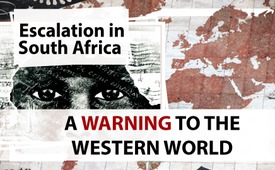 Escalation in
South Africa
A WARNING TO THE
WESTERN WORLD